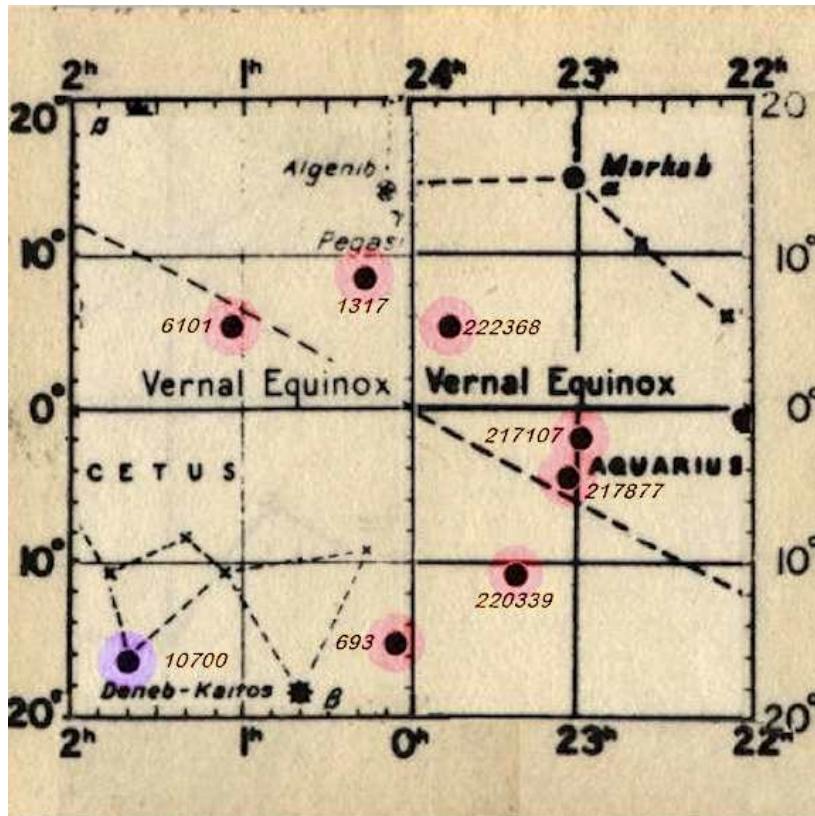 2ʰ 1ʰ 24ʰ 23ʰ 22ʰ
20° β 20
Algenib Markab
α
γ
Pegasi
10° 10°
1317
6101 222368
Vernal Equinox Vernal Equinox
0° 0°
217107
CETUS AQUARIUS
217877
10° 10°
220339
693
10700
Deneb-Kaitos β
20° 20°
2ʰ 1ʰ 0ʰ 23ʰ 22ʰ